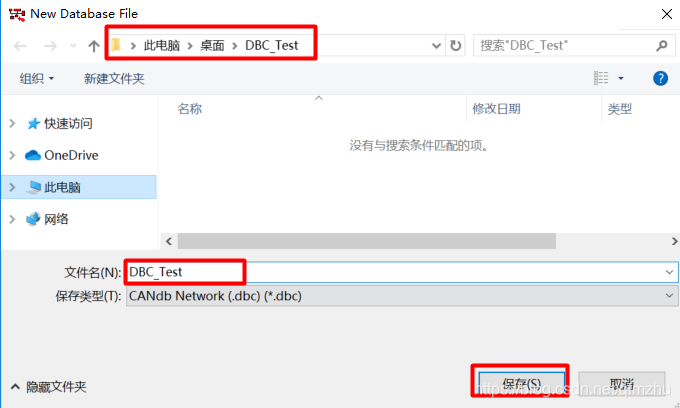 New Database File
此电脑 > 桌面 > DBC_Test
搜索"DBC_Test"
组织 新建文件夹
名称 修改日期 类型
快速访问
没有与搜索条件匹配的项。
OneDrive
此电脑
网络
文件名(N): DBC_Test
保存类型(T): CANdb Network (.dbc) (*.dbc)
隐藏文件夹 保存(S) 取消
https://blog.csdn.net/qfmzhu